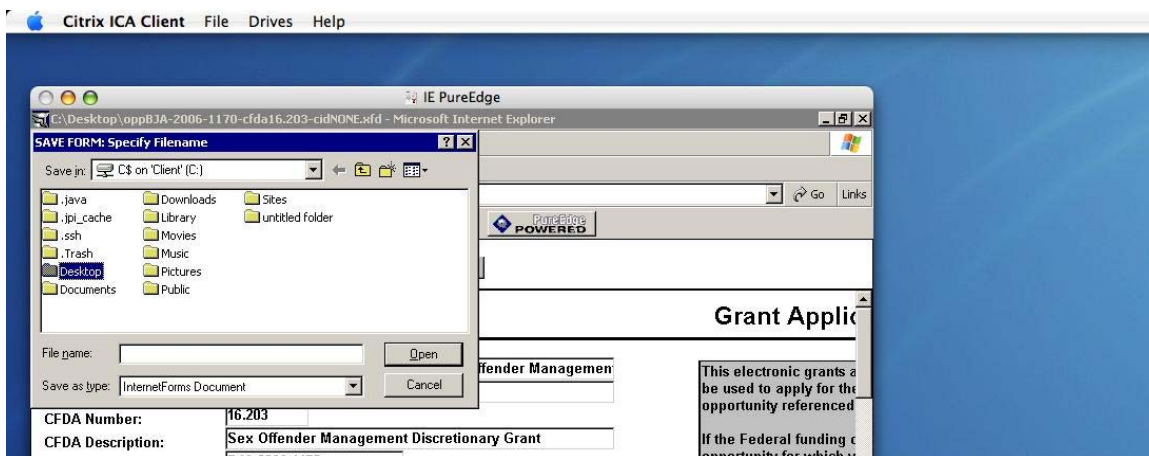 Citrix ICA Client File Drives Help
IE PureEdge
C:\Desktop\oppBJA-2006-1170-cfda16.203-cidNONE.xfd - Microsoft Internet Explorer
SAVE FORM: Specify Filename
Save in: C$ on 'Client' (C:)
Go Links
.java Downloads Sites
.jpi_cache Library untitled folder
.ssh Movies
.Trash Music
Desktop Pictures
Documents Public
PureEdge
POWERED
Grant Applic
File name: Open
Save as type: InternetForms Document Cancel
ffender Managemen
This electronic grants a
be used to apply for the
opportunity referenced
CFDA Number: 16.203
CFDA Description: Sex Offender Management Discretionary Grant
If the Federal funding